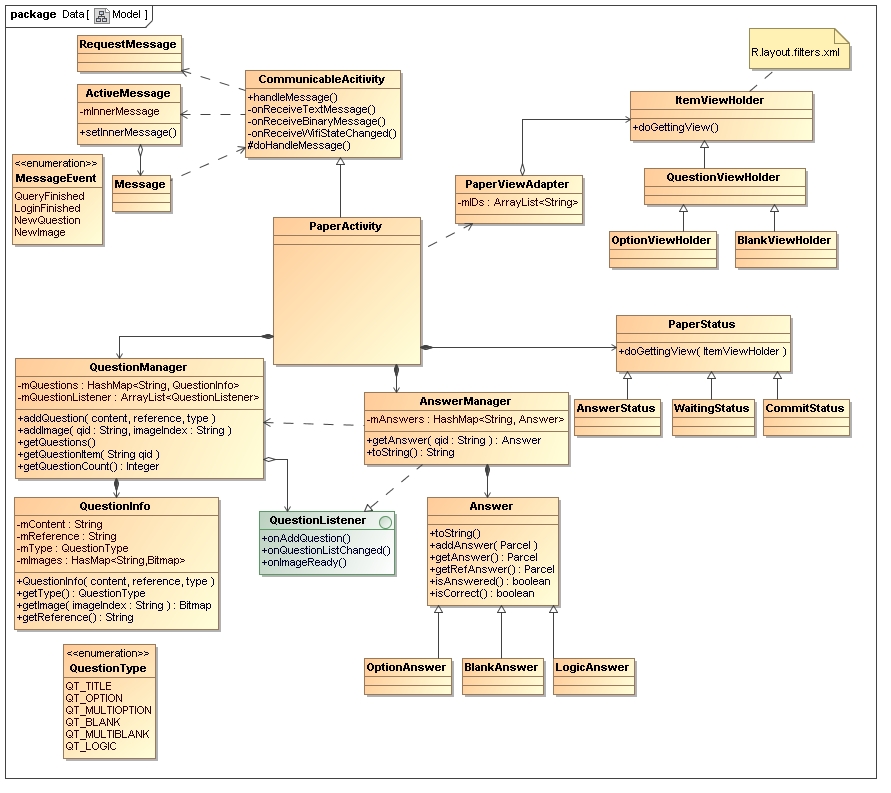 package Data[ Model ]
RequestMessage
ActiveMessage
-mInnerMessage
+setInnerMessage()
<<enumeration>>
MessageEvent
QueryFinished
LoginFinished
NewQuestion
NewImage
Message
CommunicableAcitivity
+handleMessage()
-onReceiveTextMessage()
-onReceiveBinaryMessage()
-onReceiveWifiStateChanged()
#doHandleMessage()
R.layout.filters.xml
ItemViewHolder
+doGettingView()
PaperViewAdapter
-mIDs : ArrayList<String>
QuestionViewHolder
OptionViewHolder
BlankViewHolder
PaperActivity
PaperStatus
+doGettingView( ItemViewHolder )
AnswerStatus
WaitingStatus
CommitStatus
QuestionManager
-mQuestions : HashMap<String, QuestionInfo>
-mQuestionListener : ArrayList<QuestionListener>
+addQuestion( content, reference, type )
+addImage( qid : String, imageIndex : String )
+getQuestions()
+getQuestionItem( String qid )
+getQuestionCount() : Integer
AnswerManager
-mAnswers : HashMap<String, Answer>
+getAnswer( qid : String ) : Answer
+toString() : String
QuestionInfo
-mContent : String
-mReference : String
-mType : QuestionType
-mImages : HasMap<String,Bitmap>
+QuestionInfo( content, reference, type )
+getType() : QuestionType
+getImage( imageIndex : String ) : Bitmap
+getReference() : String
QuestionListener
+onAddQuestion()
+onQuestionListChanged()
+onImageReady()
Answer
+toString()
+addAnswer( Parcel )
+getAnswer() : Parcel
+getRefAnswer() : Parcel
+isAnswered() : boolean
+isCorrect() : boolean
OptionAnswer
BlankAnswer
LogicAnswer
<<enumeration>>
QuestionType
QT_TITLE
QT_OPTION
QT_MULTIOPTION
QT_BLANK
QT_MULTIBLANK
QT_LOGIC